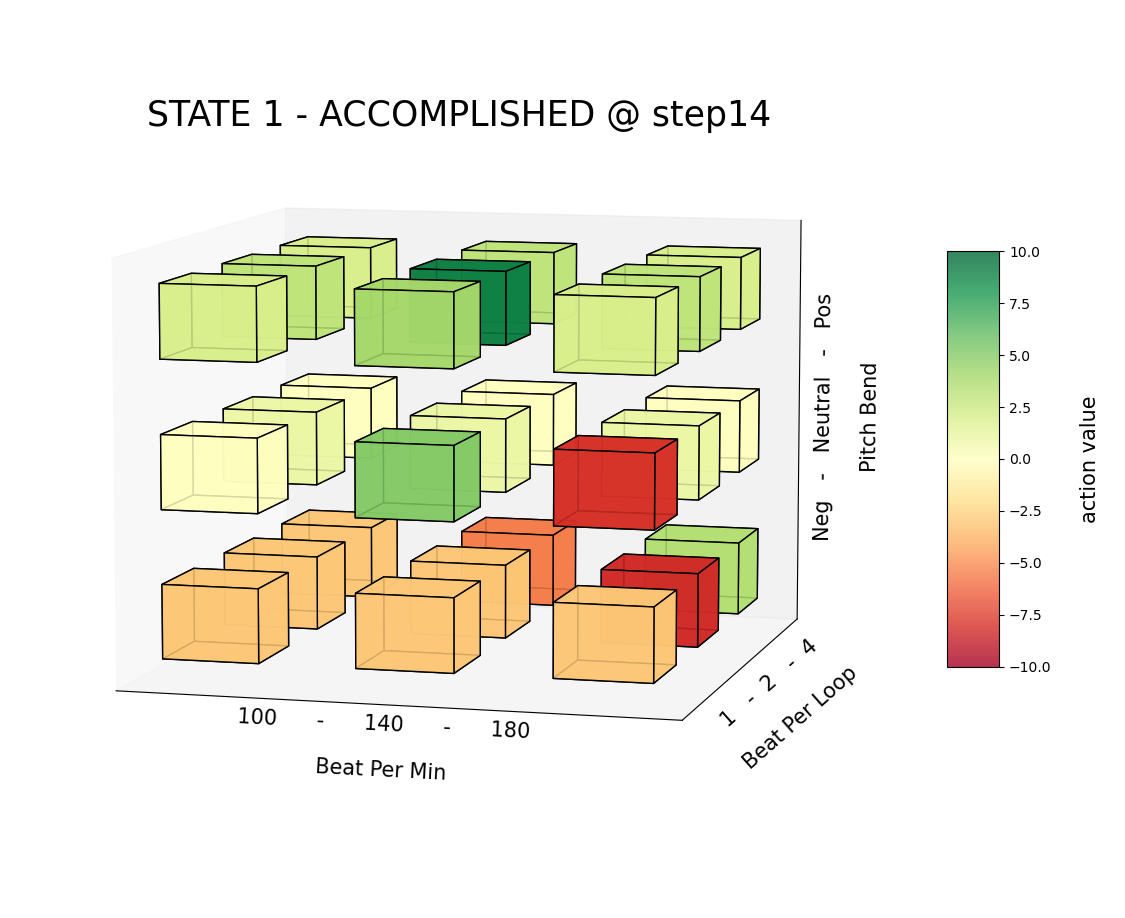 STATE 1 - ACCOMPLISHED @ step14
Neg - Neutral - Pos
Pitch Bend
100 - 140 - 180
Beat Per Min
1 - 2 - 4
Beat Per Loop
10.0
7.5
5.0
2.5
0.0
−2.5
−5.0
−7.5
−10.0
action value